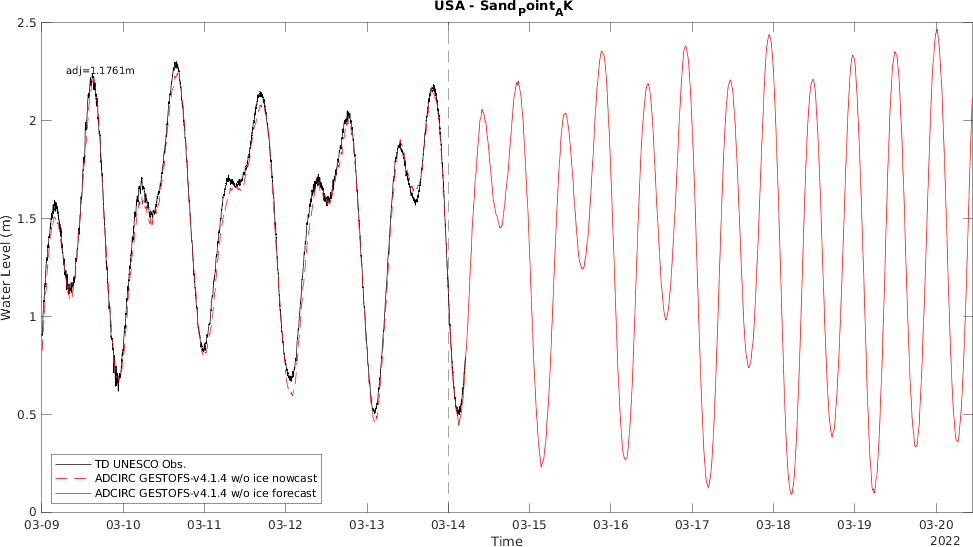 USA - Sand_Point_AK
adj=1.1761m
2.5
2
1.5
1
0.5
0
Water Level (m)
TD UNESCO Obs.
ADCIRC GESTOFS-v4.1.4 w/o ice nowcast
ADCIRC GESTOFS-v4.1.4 w/o ice forecast
03-09 03-10 03-11 03-12 03-13 03-14 03-15 03-16 03-17 03-18 03-19 03-20
Time
2022